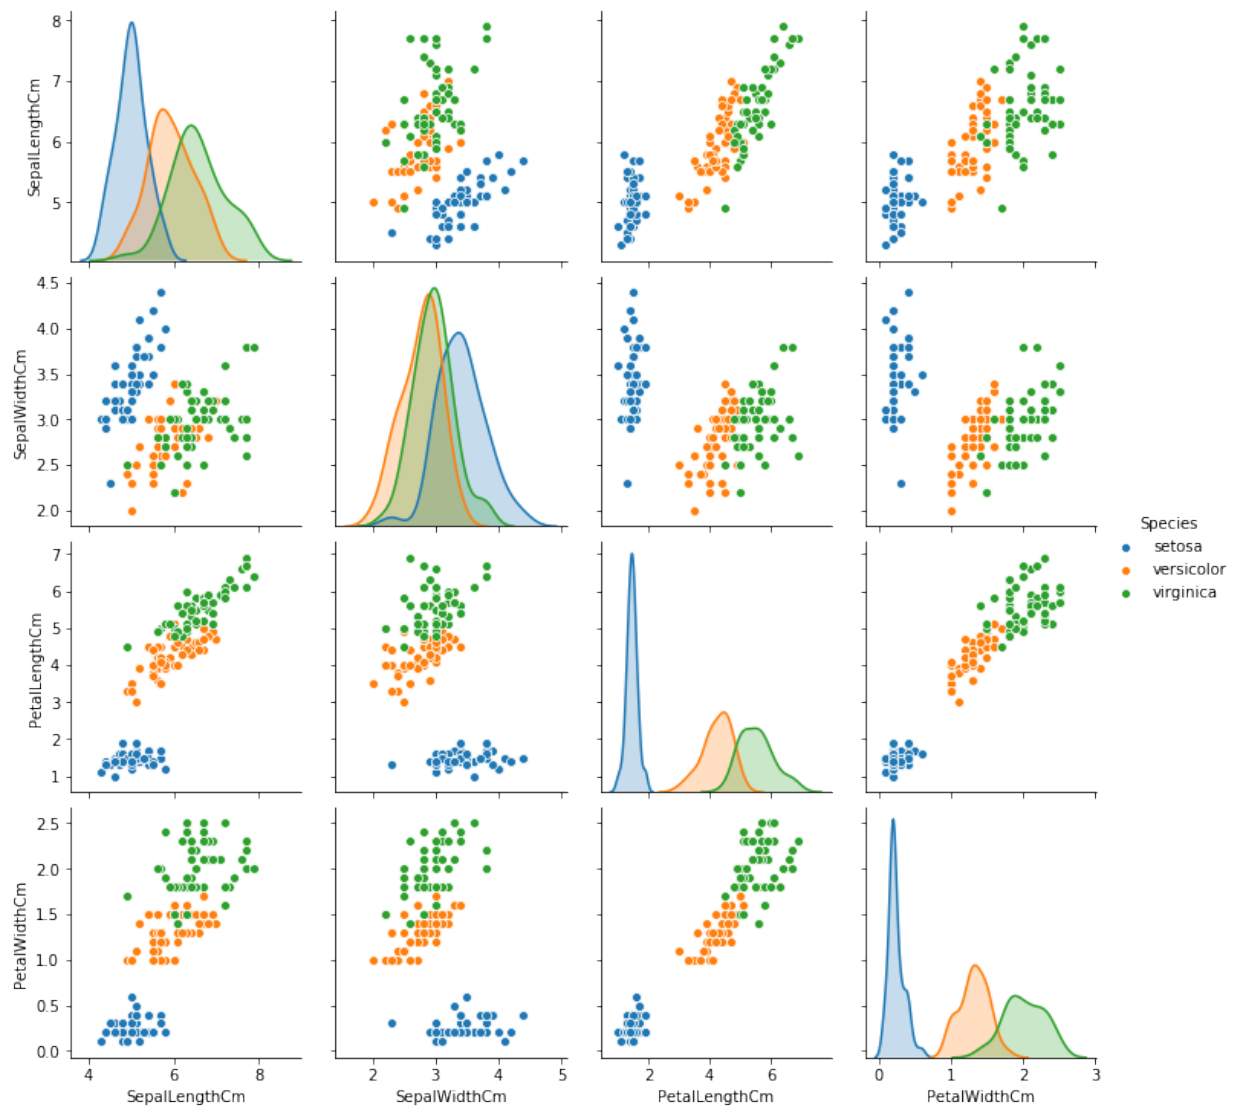 8
7
6
5
SepalLengthCm
4.5
4.0
3.5
3.0
2.5
2.0
SepalWidthCm
Species
setosa
versicolor
virginica
7
6
5
4
3
2
1
PetalLengthCm
2.5
2.0
1.5
1.0
0.5
0.0
PetalWidthCm
4 6 8
2 3 4 5
2 4 6
0 1 2 3
SepalLengthCm
SepalWidthCm
PetalLengthCm
PetalWidthCm